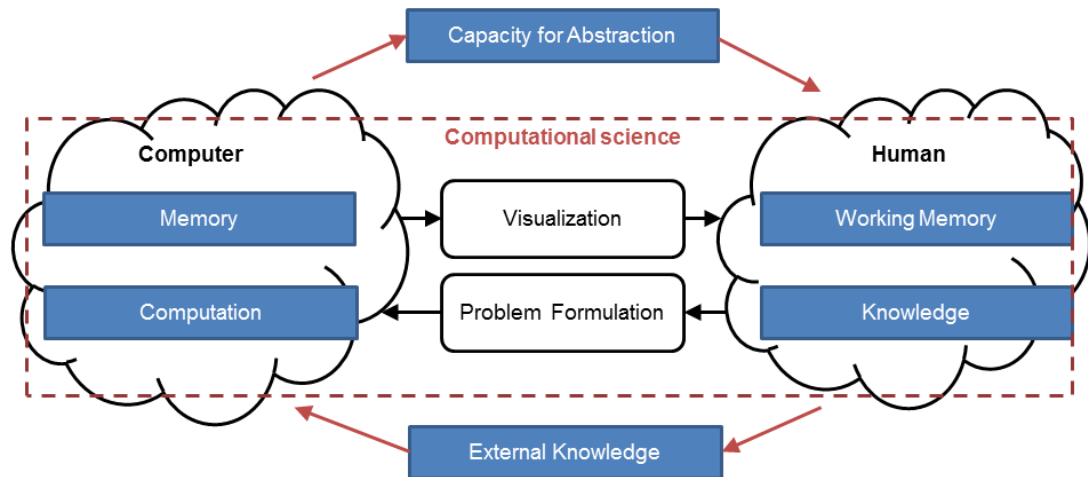 Capacity for Abstraction
Computational science
Computer
Human
Memory
Visualization
Working Memory
Computation
Problem Formulation
Knowledge
External Knowledge